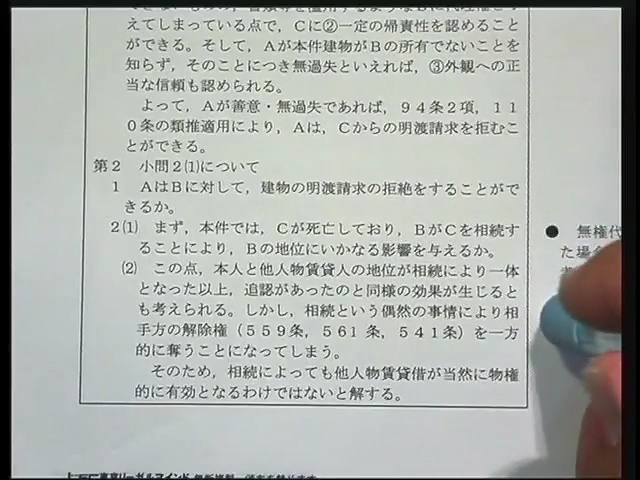 えてしまっている点で，Ｃに②一定の帰責性を認めること
ができる。そして，Ａが本件建物がＢの所有でないことを
知らず，そのことにつき無過失といえれば，③外観への正
当な信頼も認められる。
よって，Ａが善意・無過失であれば，９４条２項，１１
０条の類推適用により，Ａは，Ｃからの明渡請求を拒むこ
とができる。
第２　小問２⑴について
１　ＡはＢに対して，建物の明渡請求の拒絶をすることがで
きるか。
２⑴　まず，本件では，Ｃが死亡しており，ＢがＣを相続す
ることにより，Ｂの地位にいかなる影響を与えるか。
● 無権代
た場合
⑵　この点，本人と他人物賃貸人の地位が相続により一体
となった以上，追認があったのと同様の効果が生じると
も考えられる。しかし，相続という偶然の事情により相
手方の解除権（５５９条，５６１条，５４１条）を一方
的に奪うことになってしまう。
そのため，相続によっても他人物賃貸借が当然に物権
的に有効となるわけではないと解する。